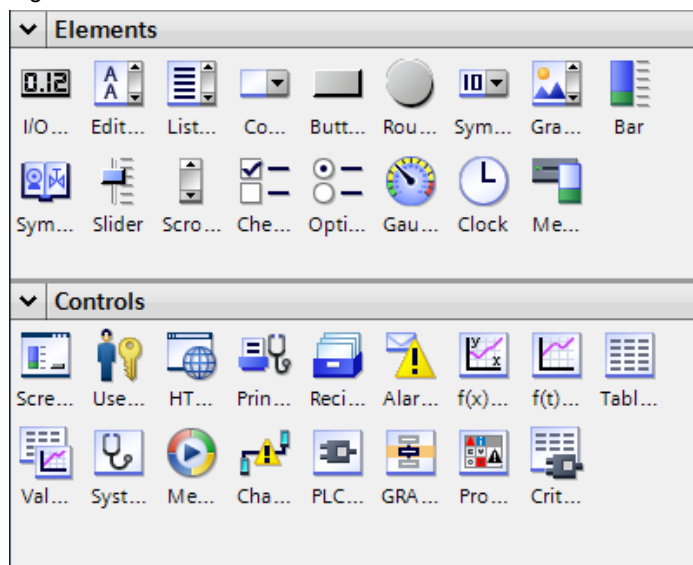 Elements
0.12 A A 10
I/O... Edit... List... Co... Butt... Rou... Sym... Gra... Bar
Sym... Slider Scro... Che... Opti... Gau... Clock Me...
Controls
y x
Scre... Use... HT... Prin... Reci... Alar... f(x)... f(t)... Tabl...
Val... Syst... Me... Cha... PLC... GRA... Pro... Crit...